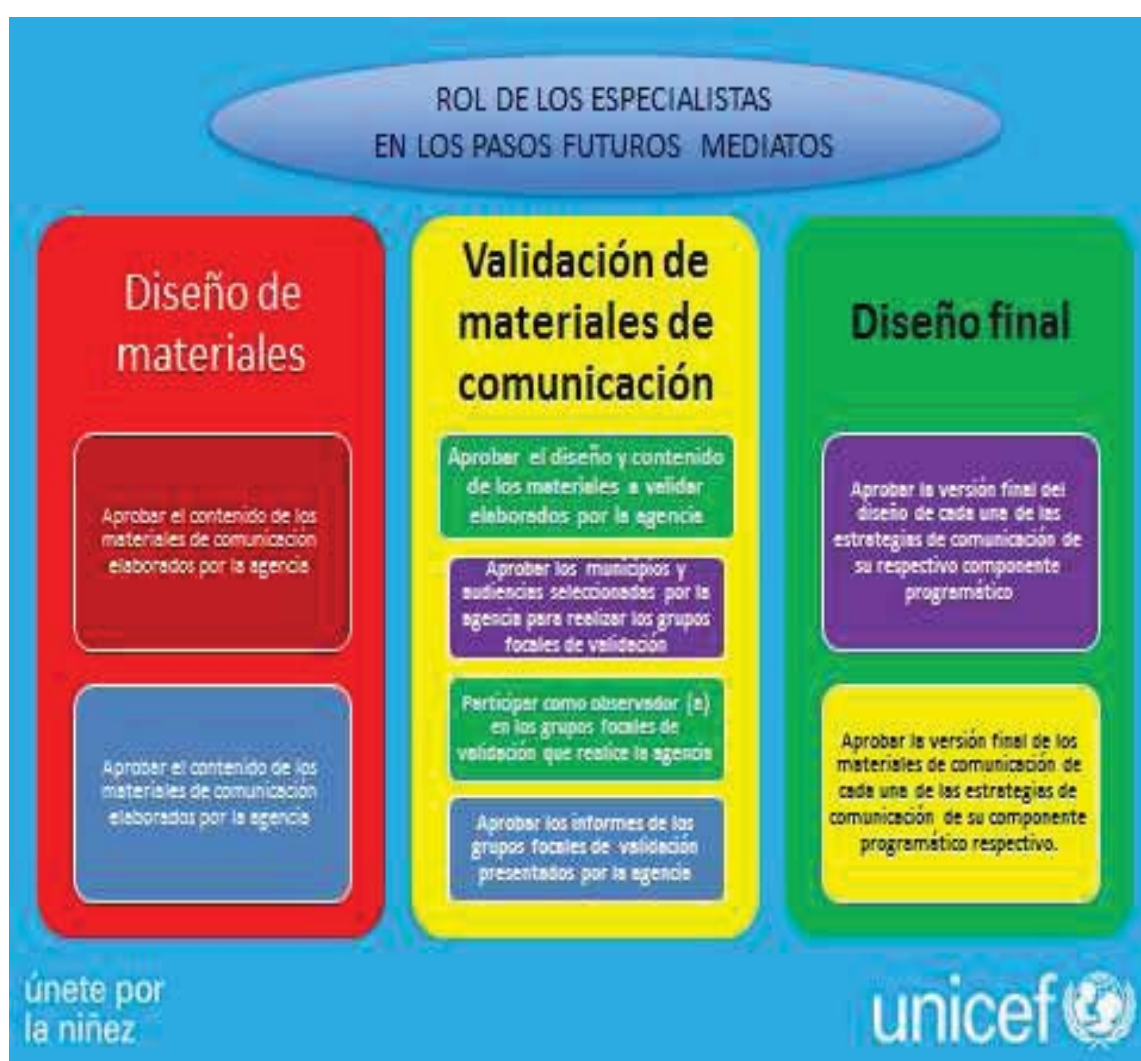 ROL DE LOS ESPECIALISTAS
EN LOS PASOS FUTUROS MEDIATOS
Diseño de
materiales
Aprobar el contenido de los
materiales de comunicación
elaborados por la agencia
Aprobar el contenido de los
materiales de comunicación
elaborados por la agencia
Validación de
materiales de
comunicación
Aprobar el diseño y contenido
de los materiales a validar
elaborados por la agencia
Aprobar los municipios y
audiencias seleccionadas por la
agencia para realizar los grupos
focales de validación
Participar como observador (a)
en los grupos focales de
validación que realice la agencia
Aprobar los informes de los
grupos focales de validación
presentados por la agencia
Diseño final
Aprobar la versión final del
diseño de cada una de las
estrategias de comunicación de
su respectivo componente
programático
Aprobar la versión final de los
materiales de comunicación de
cada una de las estrategias de
comunicación de su componente
programático respectivo.
únete por
la niñez
unicef